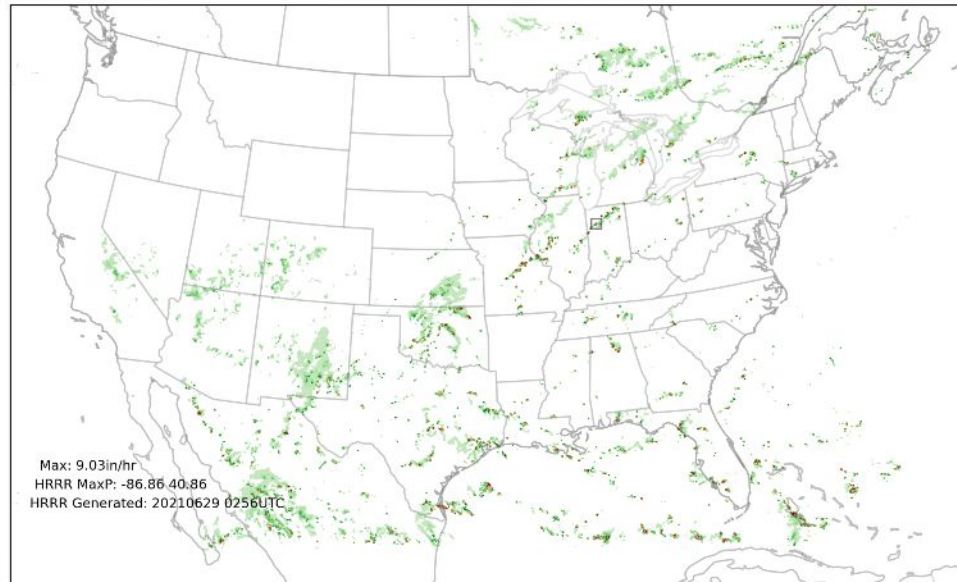 Max: 9.03in/hr
HRRR MaxP: -86.86 40.86
HRRR Generated: 20210629 0256UTC